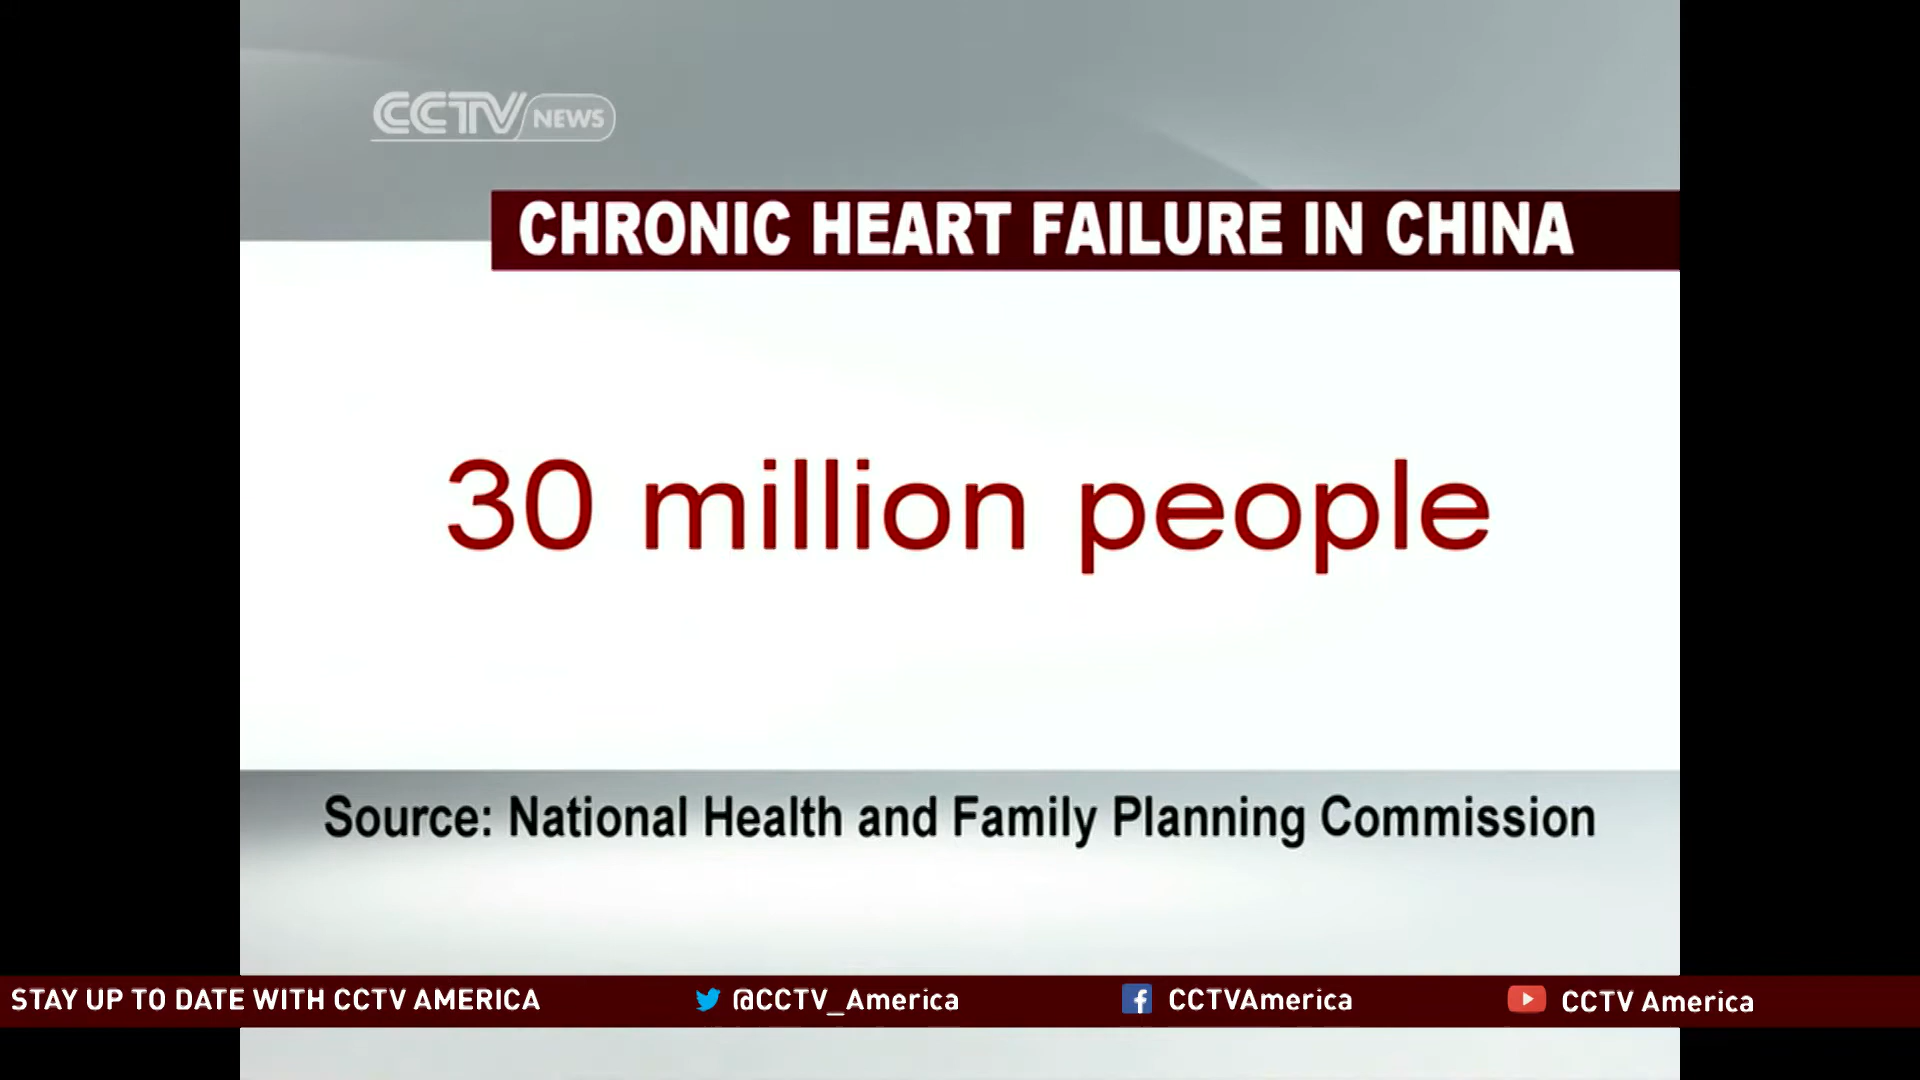 CCTV NEWS
CHRONIC HEART FAILURE IN CHINA
30 million people
Source: National Health and Family Planning Commission
STAY UP TO DATE WITH CCTV AMERICA @CCTV_America CCTVAmerica CCTV America